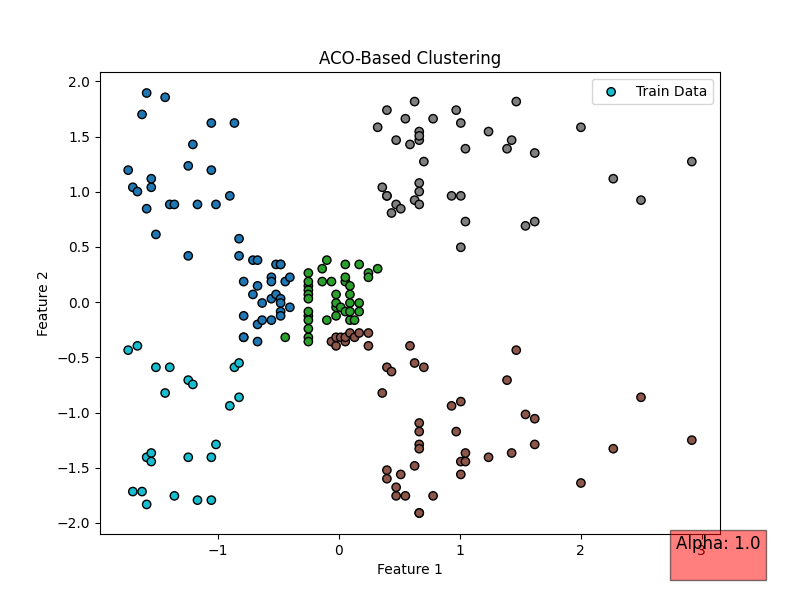 ACO-Based Clustering
Train Data
Feature 2
2.0
1.5
1.0
0.5
0.0
−0.5
−1.0
−1.5
−2.0
−1
0
1
2
3
Feature 1
Alpha: 1.0